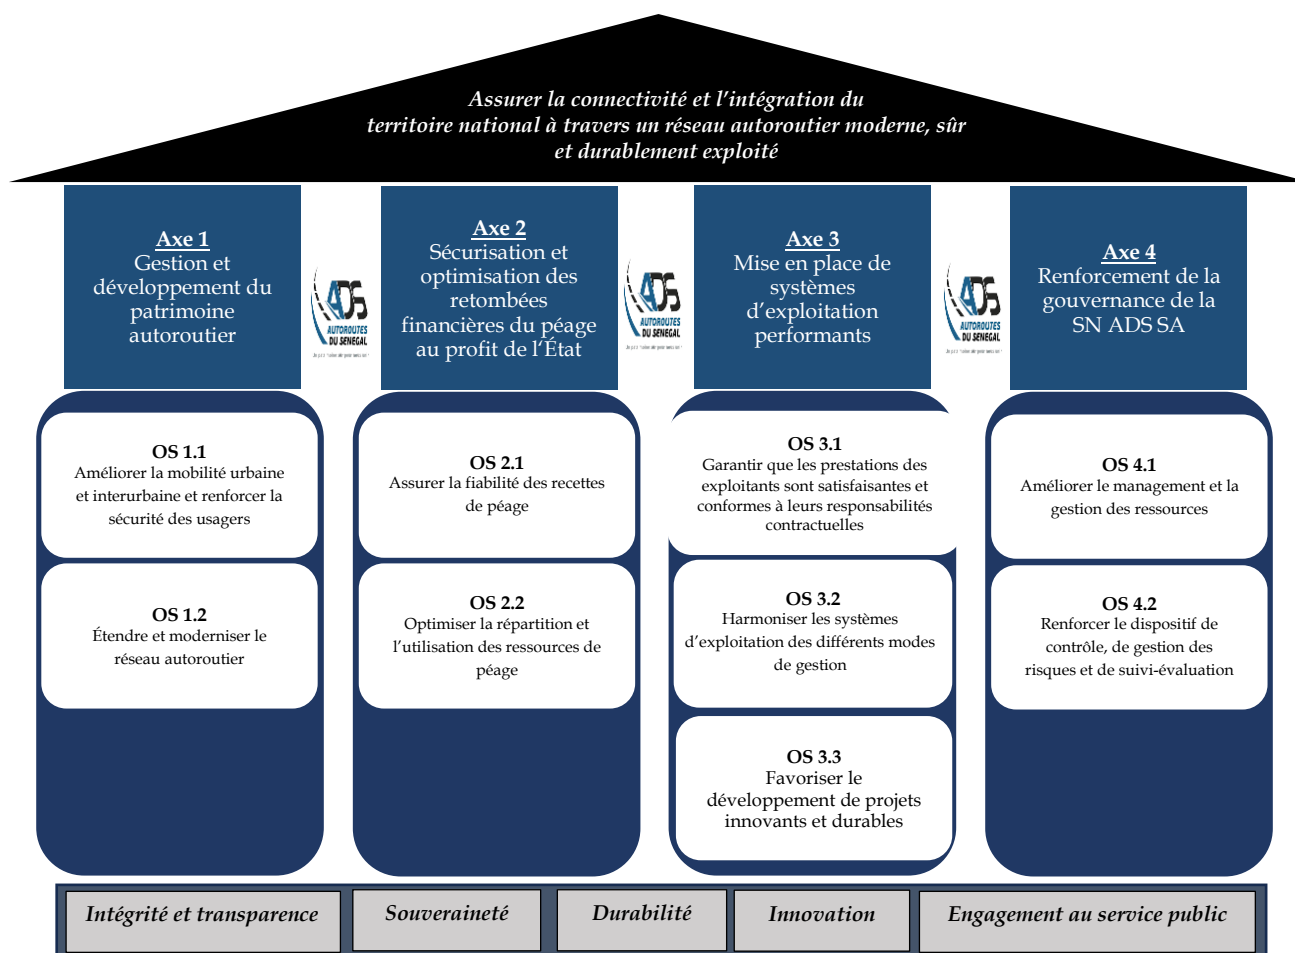 Assurer la connectivité et l'intégration du
territoire national à travers un réseau autoroutier moderne, sûr
et durablement exploité
Axe 1
Gestion et
développement du
patrimoine
autoroutier
ADS
AUTOROUTES
DU SENEGAL
Axe 2
Sécurisation et
optimisation des
retombées
financières du péage
au profit de l'État
ADS
AUTOROUTES
DU SENEGAL
Axe 3
Mise en place de
systèmes
d'exploitation
performants
ADS
AUTOROUTES
DU SENEGAL
Axe 4
Renforcement de la
gouvernance de la
SN ADS SA
OS 1.1
Améliorer la mobilité urbaine
et interurbaine et renforcer la
sécurité des usagers
OS 1.2
Étendre et moderniser le
réseau autoroutier
OS 2.1
Assurer la fiabilité des recettes
de péage
OS 2.2
Optimiser la répartition et
l'utilisation des ressources de
péage
OS 3.1
Garantir que les prestations des
exploitants sont satisfaisantes et
conformes à leurs responsabilités
contractuelles
OS 3.2
Harmoniser les systèmes
d'exploitation des différents modes
de gestion
OS 3.3
Favoriser le
développement de projets
innovants et durables
OS 4.1
Améliorer le management et la
gestion des ressources
OS 4.2
Renforcer le dispositif de
contrôle, de gestion des
risques et de suivi-évaluation
Intégrité et transparence
Souveraineté
Durabilité
Innovation
Engagement au service public